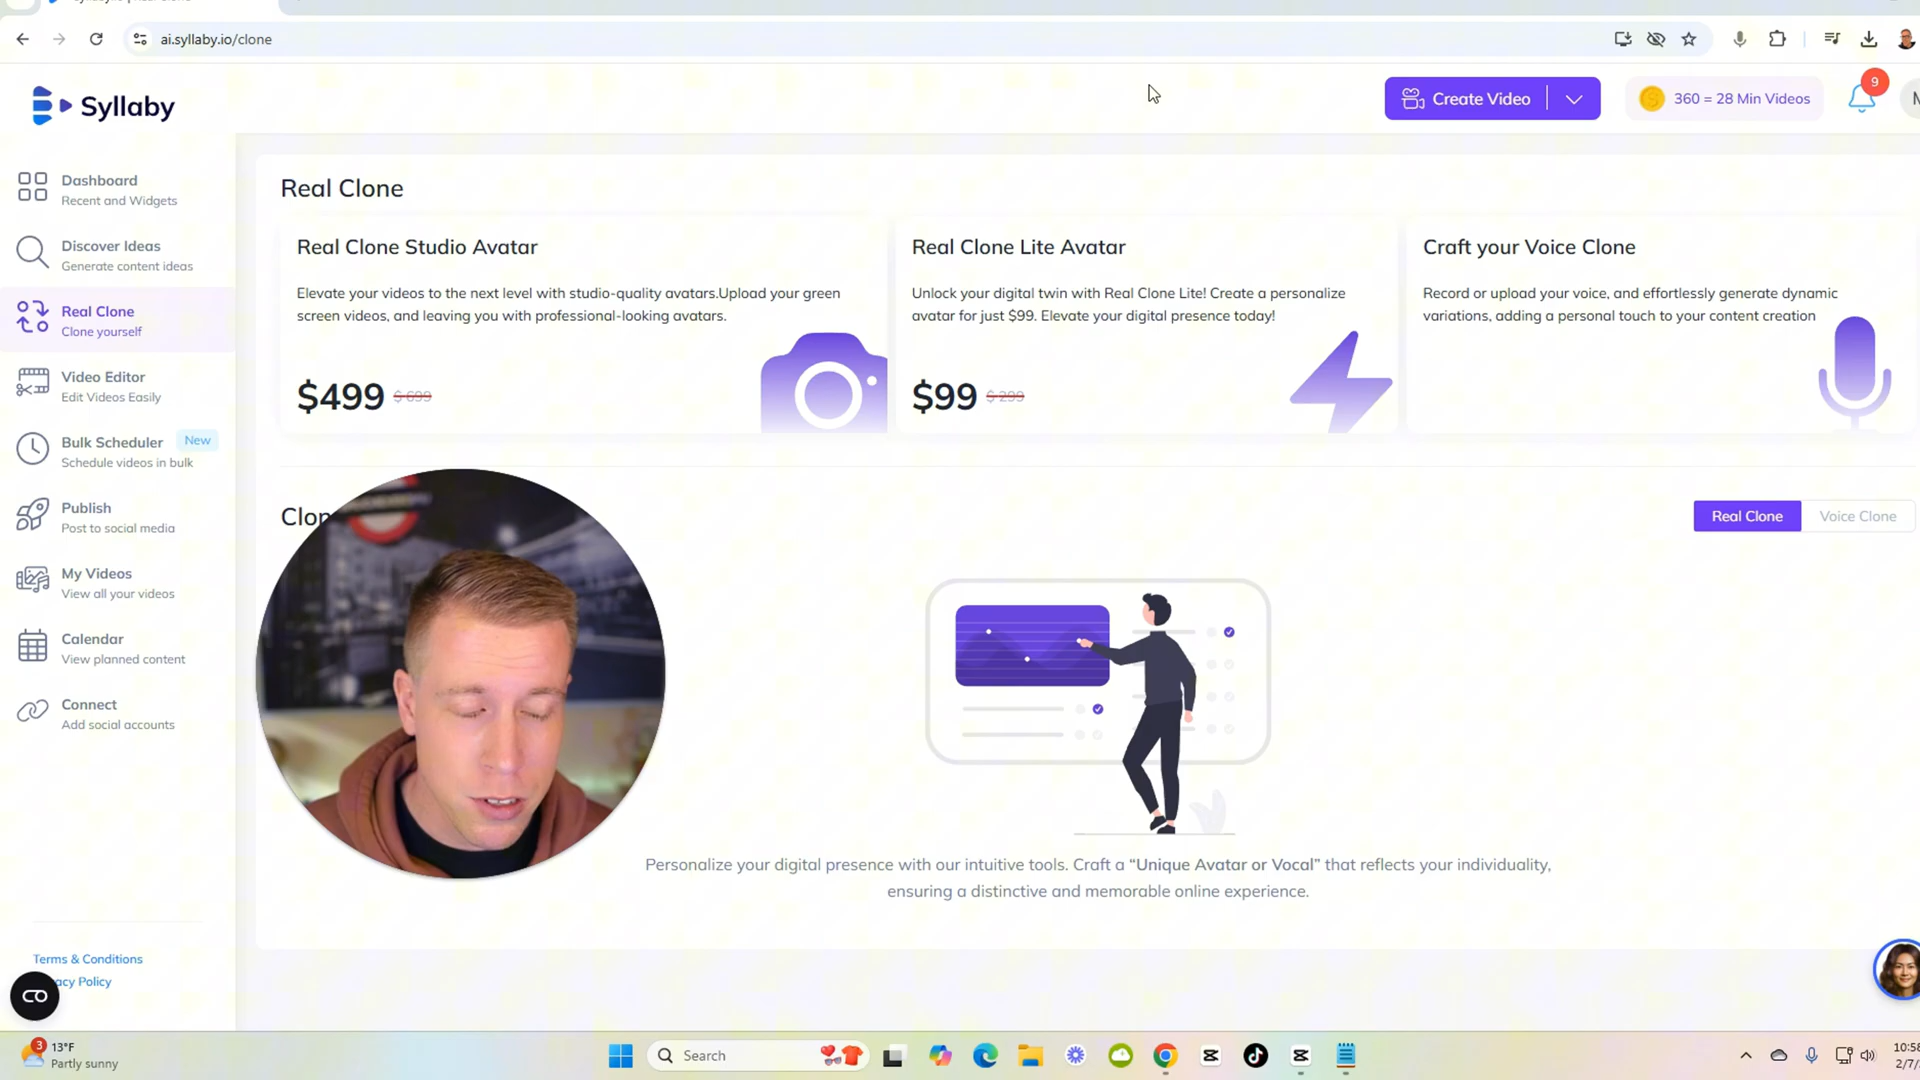 ai.syllaby.io/clone
Syllaby
Create Video
360 = 28 Min Videos
9
Dashboard
Recent and Widgets
Discover Ideas
Generate content ideas
Real Clone
Clone yourself
Video Editor
Edit Videos Easily
Bulk Scheduler
New
Schedule videos in bulk
Publish
Post to social media
My Videos
View all your videos
Calendar
View planned content
Connect
Add social accounts
Terms & Conditions
acy Policy
Real Clone
Real Clone Studio Avatar
Elevate your videos to the next level with studio-quality avatars.Upload your green
screen videos, and leaving you with professional-looking avatars.
$499 $ 699
Real Clone Lite Avatar
Unlock your digital twin with Real Clone Lite! Create a personalize
avatar for just $99. Elevate your digital presence today!
$99 $ 299
Craft your Voice Clone
Record or upload your voice, and effortlessly generate dynamic
variations, adding a personal touch to your content creation
Clon
Real Clone
Voice Clone
Personalize your digital presence with our intuitive tools. Craft a “Unique Avatar or Vocal” that reflects your individuality,
ensuring a distinctive and memorable online experience.
3
13°F
Partly sunny
Search
10:58
2/7/